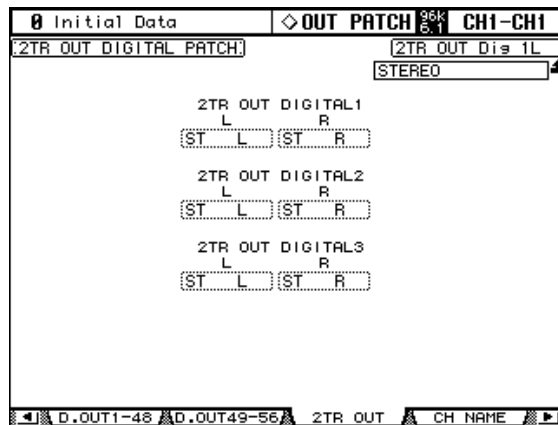 0 Initial Data ◇OUT PATCH 96k 6.1 CH1-CH1
2TR OUT DIGITAL PATCH 2TR OUT Dig 1L
STEREO
2TR OUT DIGITAL1
L R
ST L ST R
2TR OUT DIGITAL2
L R
ST L ST R
2TR OUT DIGITAL3
L R
ST L ST R
D.OUT1-48 D.OUT49-56 2TR OUT CH NAME